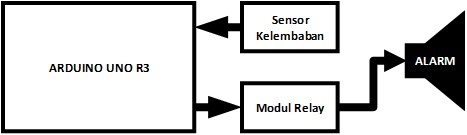 Sensor
Kelembaban
ARDUINO UNO R3
ALARM
Modul Relay